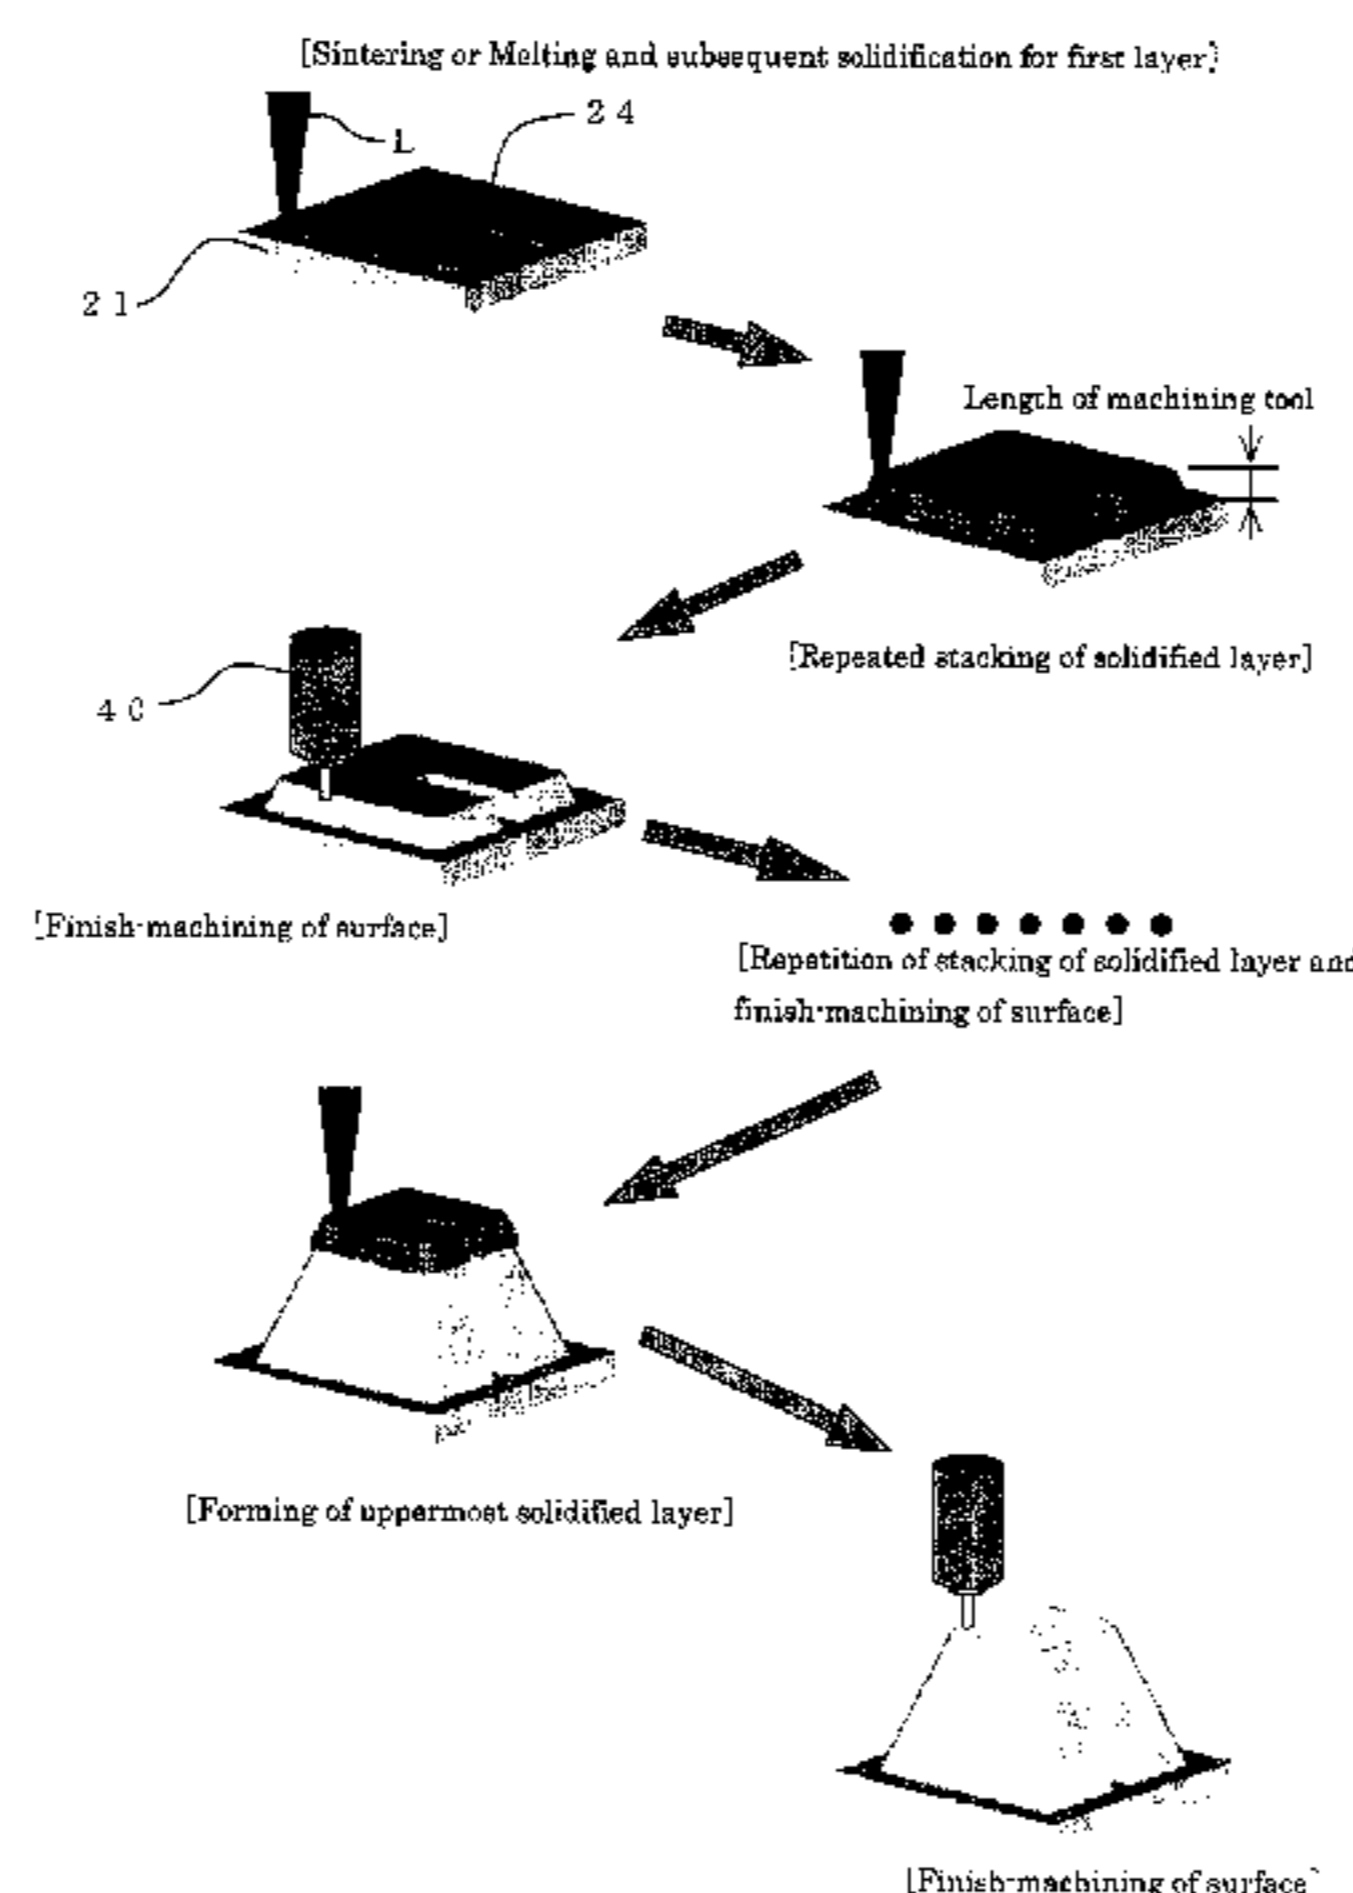 [Sintering or Melting and subsequent solidification for first layer]
24
L
21
Length of machining tool
[Repeated stacking of solidified layer]
40
[Finish-machining of surface]
[Repetition of stacking of solidified layer and
finish-machining of surface]
[Forming of uppermost solidified layer]
[Finish-machining of surface]